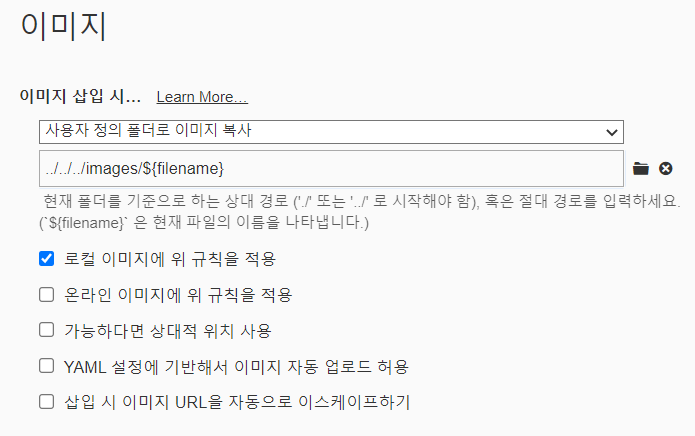 이미지
이미지 삽입 시... Learn More...
사용자 정의 폴더로 이미지 복사
../../../images/${filename}
현재 폴더를 기준으로 하는 상대 경로 ('./' 또는 '../' 로 시작해야 함), 혹은 절대 경로를 입력하세요.
(`${filename}` 은 현재 파일의 이름을 나타냅니다.)
로컬 이미지에 위 규칙을 적용
온라인 이미지에 위 규칙을 적용
가능하다면 상대적 위치 사용
YAML 설정에 기반해서 이미지 자동 업로드 허용
삽입 시 이미지 URL을 자동으로 이스케이프하기